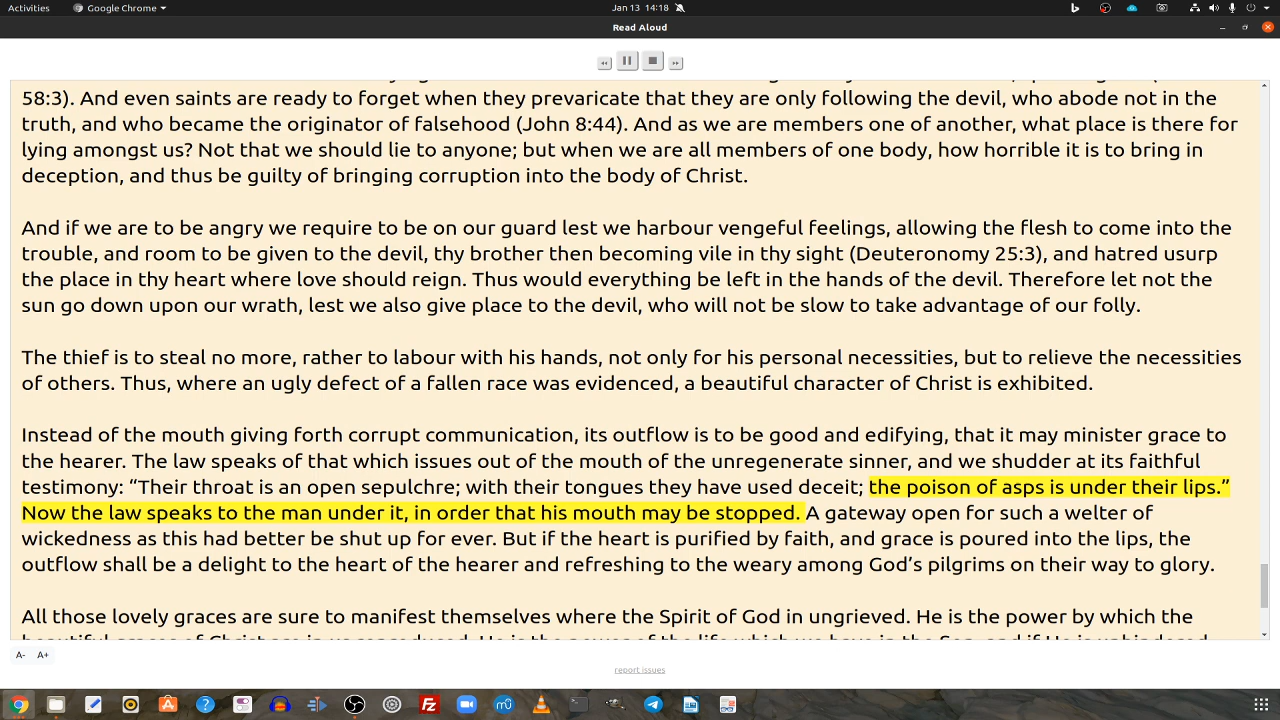 Activities
Google Chrome
Jan 13 14:18
Read Aloud
58:3). And even saints are ready to forget when they prevaricate that they are only following the devil, who abode not in the
truth, and who became the originator of falsehood (John 8:44). And as we are members one of another, what place is there for
lying amongst us? Not that we should lie to anyone; but when we are all members of one body, how horrible it is to bring in
deception, and thus be guilty of bringing corruption into the body of Christ.
And if we are to be angry we require to be on our guard lest we harbour vengeful feelings, allowing the flesh to come into the
trouble, and room to be given to the devil, thy brother then becoming vile in thy sight (Deuteronomy 25:3), and hatred usurp
the place in thy heart where love should reign. Thus would everything be left in the hands of the devil. Therefore let not the
sun go down upon our wrath, lest we also give place to the devil, who will not be slow to take advantage of our folly.
The thief is to steal no more, rather to labour with his hands, not only for his personal necessities, but to relieve the necessities
of others. Thus, where an ugly defect of a fallen race was evidenced, a beautiful character of Christ is exhibited.
Instead of the mouth giving forth corrupt communication, its outflow is to be good and edifying, that it may minister grace to
the hearer. The law speaks of that which issues out of the mouth of the unregenerate sinner, and we shudder at its faithful
testimony: “Their throat is an open sepulchre; with their tongues they have used deceit; the poison of asps is under their lips.”
Now the law speaks to the man under it, in order that his mouth may be stopped. A gateway open for such a welter of
wickedness as this had better be shut up for ever. But if the heart is purified by faith, and grace is poured into the lips, the
outflow shall be a delight to the heart of the hearer and refreshing to the weary among God’s pilgrims on their way to glory.
All those lovely graces are sure to manifest themselves where the Spirit of God in ungrieved. He is the power by which the
A- A+
report issues